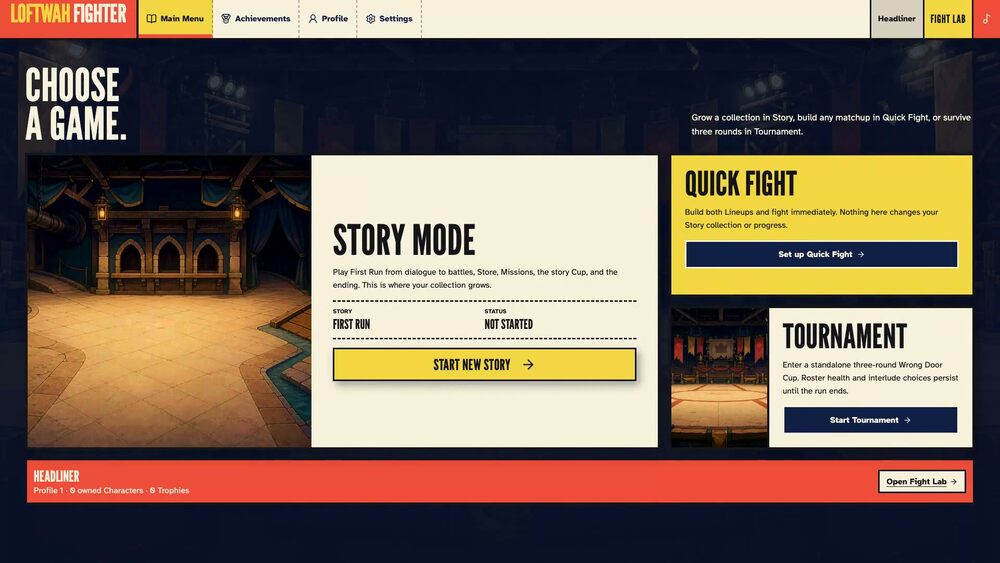 LOFTWAH FIGHTER
Main Menu
Achievements
Profile
Settings
Headliner
FIGHT LAB
CHOOSE
A GAME.
Grow a collection in Story, build any matchup in Quick Fight, or survive
three rounds in Tournament.
STORY MODE
Play First Run from dialogue to battles, Store, Missions, the story Cup, and the
ending. This is where your collection grows.
STORY
FIRST RUN
STATUS
NOT STARTED
START NEW STORY →
QUICK FIGHT
Build both Lineups and fight immediately. Nothing here changes your
Story collection or progress.
Set up Quick Fight →
TOURNAMENT
Enter a standalone three-round Wrong Door
Cup. Roster health and interlude choices persist
until the run ends.
Start Tournament →
HEADLINER
Profile 1 · 0 owned Characters · 0 Trophies
Open Fight Lab →